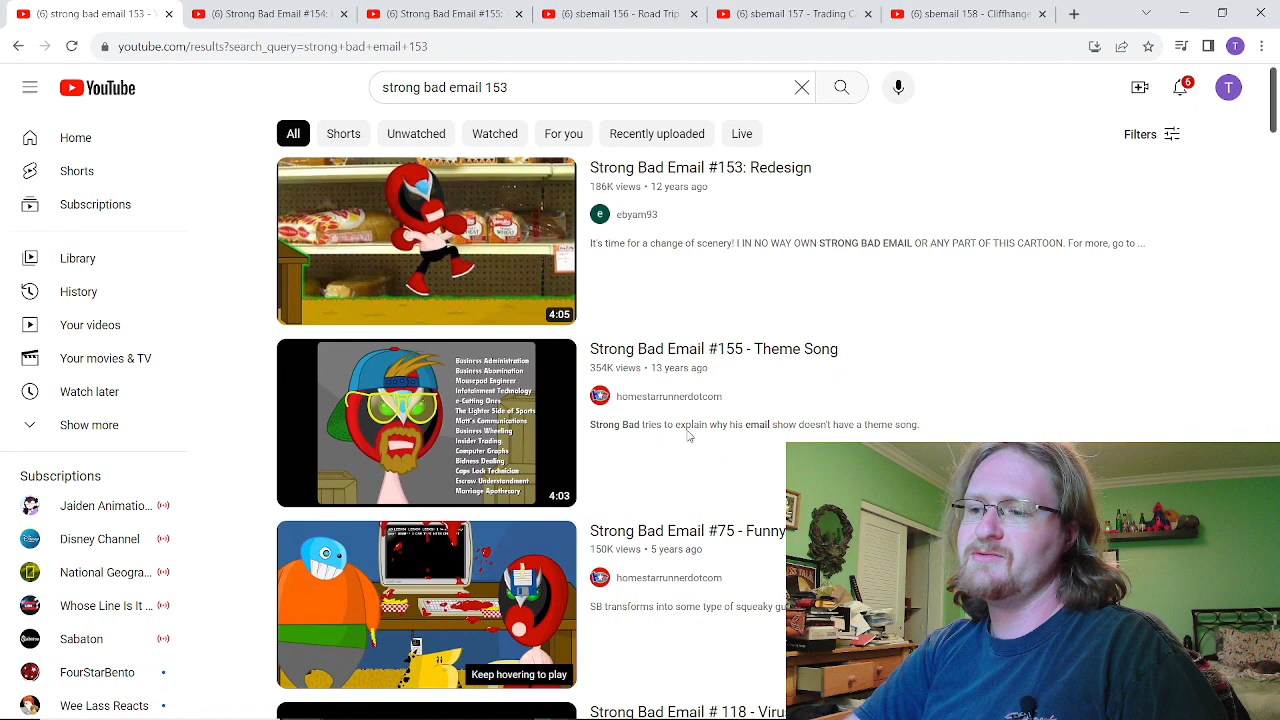 (6) strong bad email 153 - Y
(6) Strong Bad Email #154:
(6) Strong Bad Email #155:
(6) sbemail 156 - Road Trip
(6) sbemail 157 - Trading Ca
(6) sbemail 158 - Cliffhange
youtube.com/results?search_query=strong+bad+email+153
T
YouTube
strong bad email 153
6
T
All
Shorts
Unwatched
Watched
For you
Recently uploaded
Live
Filters
Home
Shorts
Subscriptions
Library
History
Your videos
Your movies & TV
Watch later
Show more
Subscriptions
Jaiden Animatio...
Disney Channel
National Geogra...
Whose Line Is It ...
Sabaton
FourStarBento
Wee Lass Reacts
4:05
Strong Bad Email #153: Redesign
186K views • 12 years ago
e
ebyam93
It's time for a change of scenery! I IN NO WAY OWN STRONG BAD EMAIL OR ANY PART OF THIS CARTOON. For more, go to ...
Business Administration
Business Abomination
Mousepad Engineer
Infotainment Technology
e-Cutting Ones
The Lighter Side of Sports
Matt's Communications
Business Wheeling
Insider Trading
Computer Graphs
Bidness Dealing
Caps Lock Technician
Escrow Understandment
Marriage Apothecary
4:03
Strong Bad Email #155 - Theme Song
354K views • 13 years ago
homestarrunnerdotcom
Strong Bad tries to explain why his email show doesn't have a theme song.
Keep hovering to play
Strong Bad Email #75 - Funny
150K views • 5 years ago
homestarrunnerdotcom
SB transforms into some type of squeaky gu
Strong Bad Email # 118 - Viru